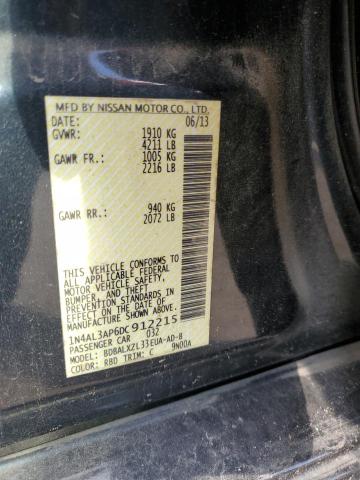 MFD BY NISSAN MOTOR CO., LTD.
DATE: 06/13
GVWR: 1910 KG
4211 LB
GAWR FR: 1005 KG
2216 LB
GAWR RR: 940 KG
2072 LB
THIS VEHICLE CONFORMS TO
ALL APPLICABLE FEDERAL
MOTOR VEHICLE SAFETY,
BUMPER, AND THEFT
PREVENTION STANDARDS IN
EFFECT ON THE DATE OF
MANUFACTURE SHOWN ABOVE.
1N4AL3AP6DC912215
PASSENGER CAR 032
MODEL: BDBALXZL33EUA-AD-B
COLOR: RBD TRIM: C 9N00A